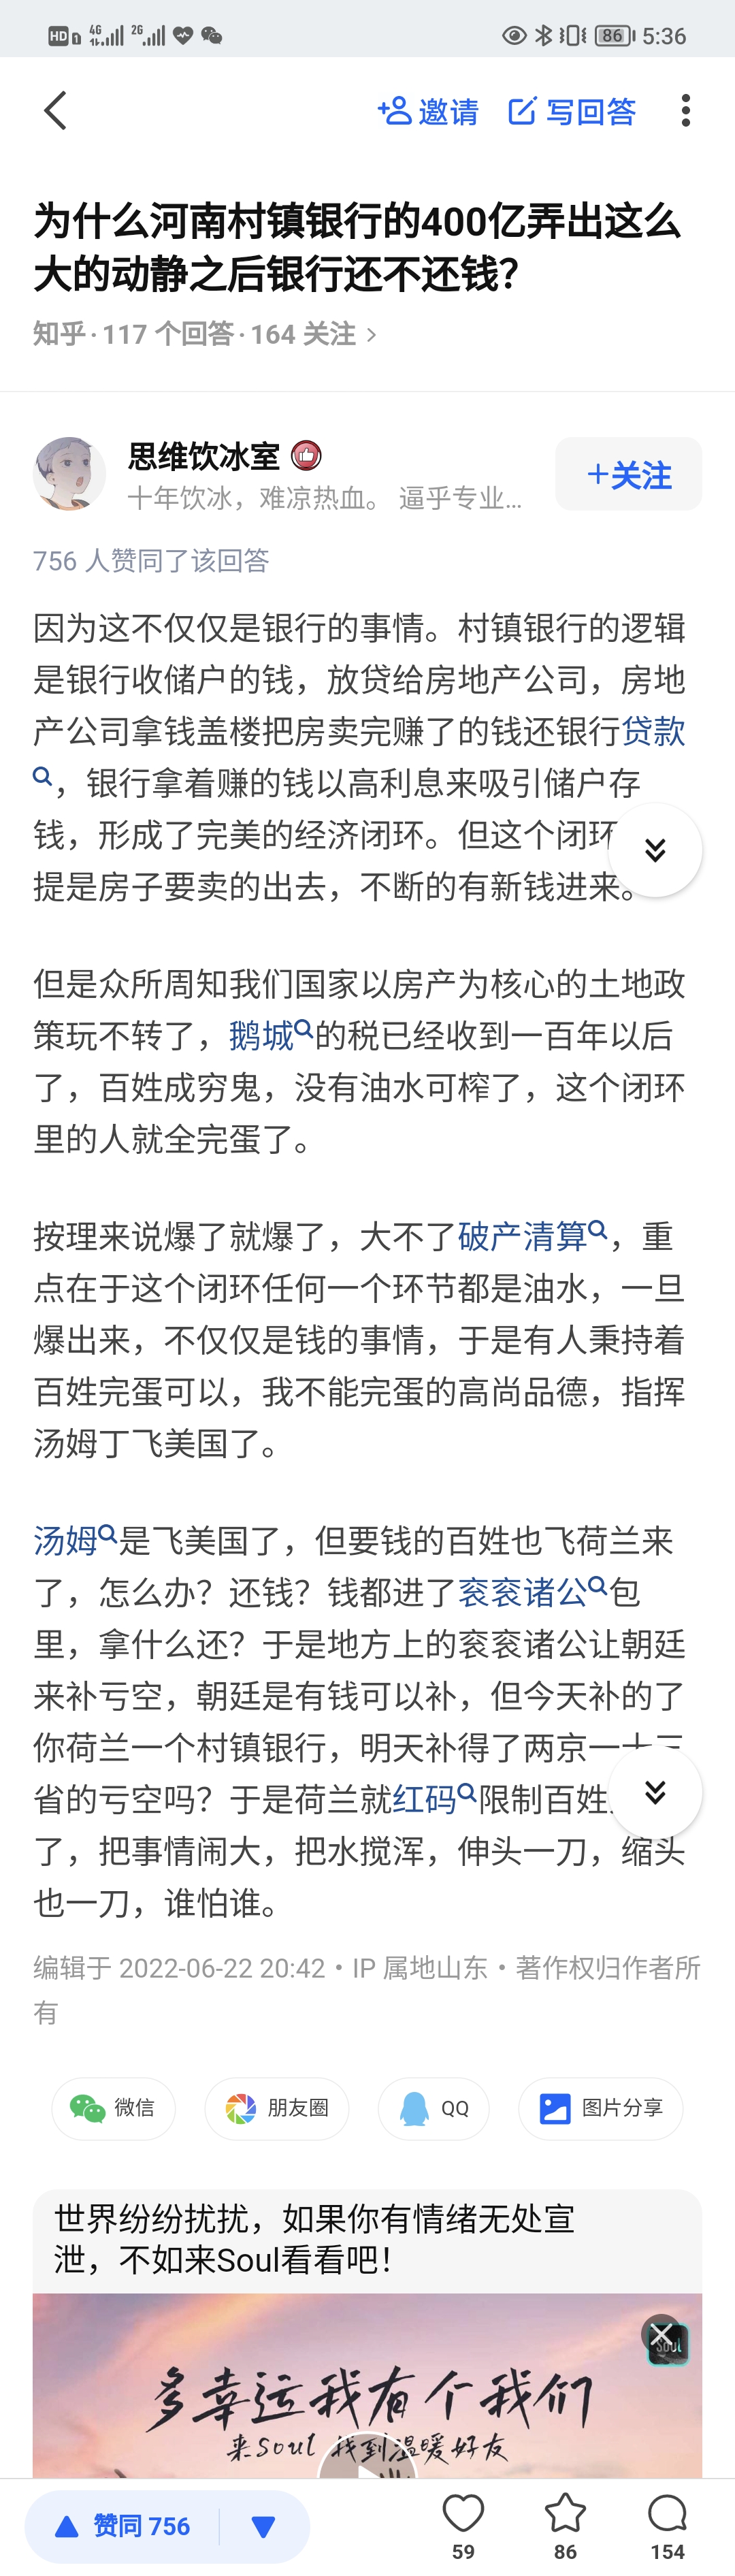 HD 1 4G 2G 86 5:36
邀请 写回答
为什么河南村镇银行的400亿弄出这么
大的动静之后银行还不还钱？
知乎·117 个回答·164 关注 >
思维饮冰室
十年饮冰，难凉热血。 逼乎专业...
+关注
756 人赞同了该回答
因为这不仅仅是银行的事情。村镇银行的逻辑
是银行收储户的钱，放贷给房地产公司，房地
产公司拿钱盖楼把房卖完赚了的钱还银行贷款
，银行拿着赚的钱以高利息来吸引储户存
钱，形成了完美的经济闭环。但这个闭环
提是房子要卖的出去，不断的有新钱进来。
但是众所周知我们国家以房产为核心的土地政
策玩不转了，鹅城的税已经收到一百年以后
了，百姓成穷鬼，没有油水可榨了，这个闭环
里的人就全完蛋了。
按理来说爆了就爆了，大不了破产清算，重
点在于这个闭环任何一个环节都是油水，一旦
爆出来，不仅仅是钱的事情，于是有人秉持着
百姓完蛋可以，我不能完蛋的高尚品德，指挥
汤姆丁飞美国了。
汤姆是飞美国了，但要钱的百姓也飞荷兰来
了，怎么办？还钱？钱都进了衮衮诸公包
里，拿什么还？于是地方上的衮衮诸公让朝廷
来补亏空，朝廷是有钱可以补，但今天补的了
你荷兰一个村镇银行，明天补得了两京一十三
省的亏空吗？于是荷兰就红码限制百姓
了，把事情闹大，把水搅浑，伸头一刀，缩头
也一刀，谁怕谁。
编辑于 2022-06-22 20:42・IP 属地山东・著作权归作者所
有
微信 朋友圈 QQ 图片分享
世界纷纷扰扰，如果你有情绪无处宣
泄，不如来Soul看看吧！
Soul
多幸运我有个我们
来Soul 找到温暖好友
赞同 756
59 86 154